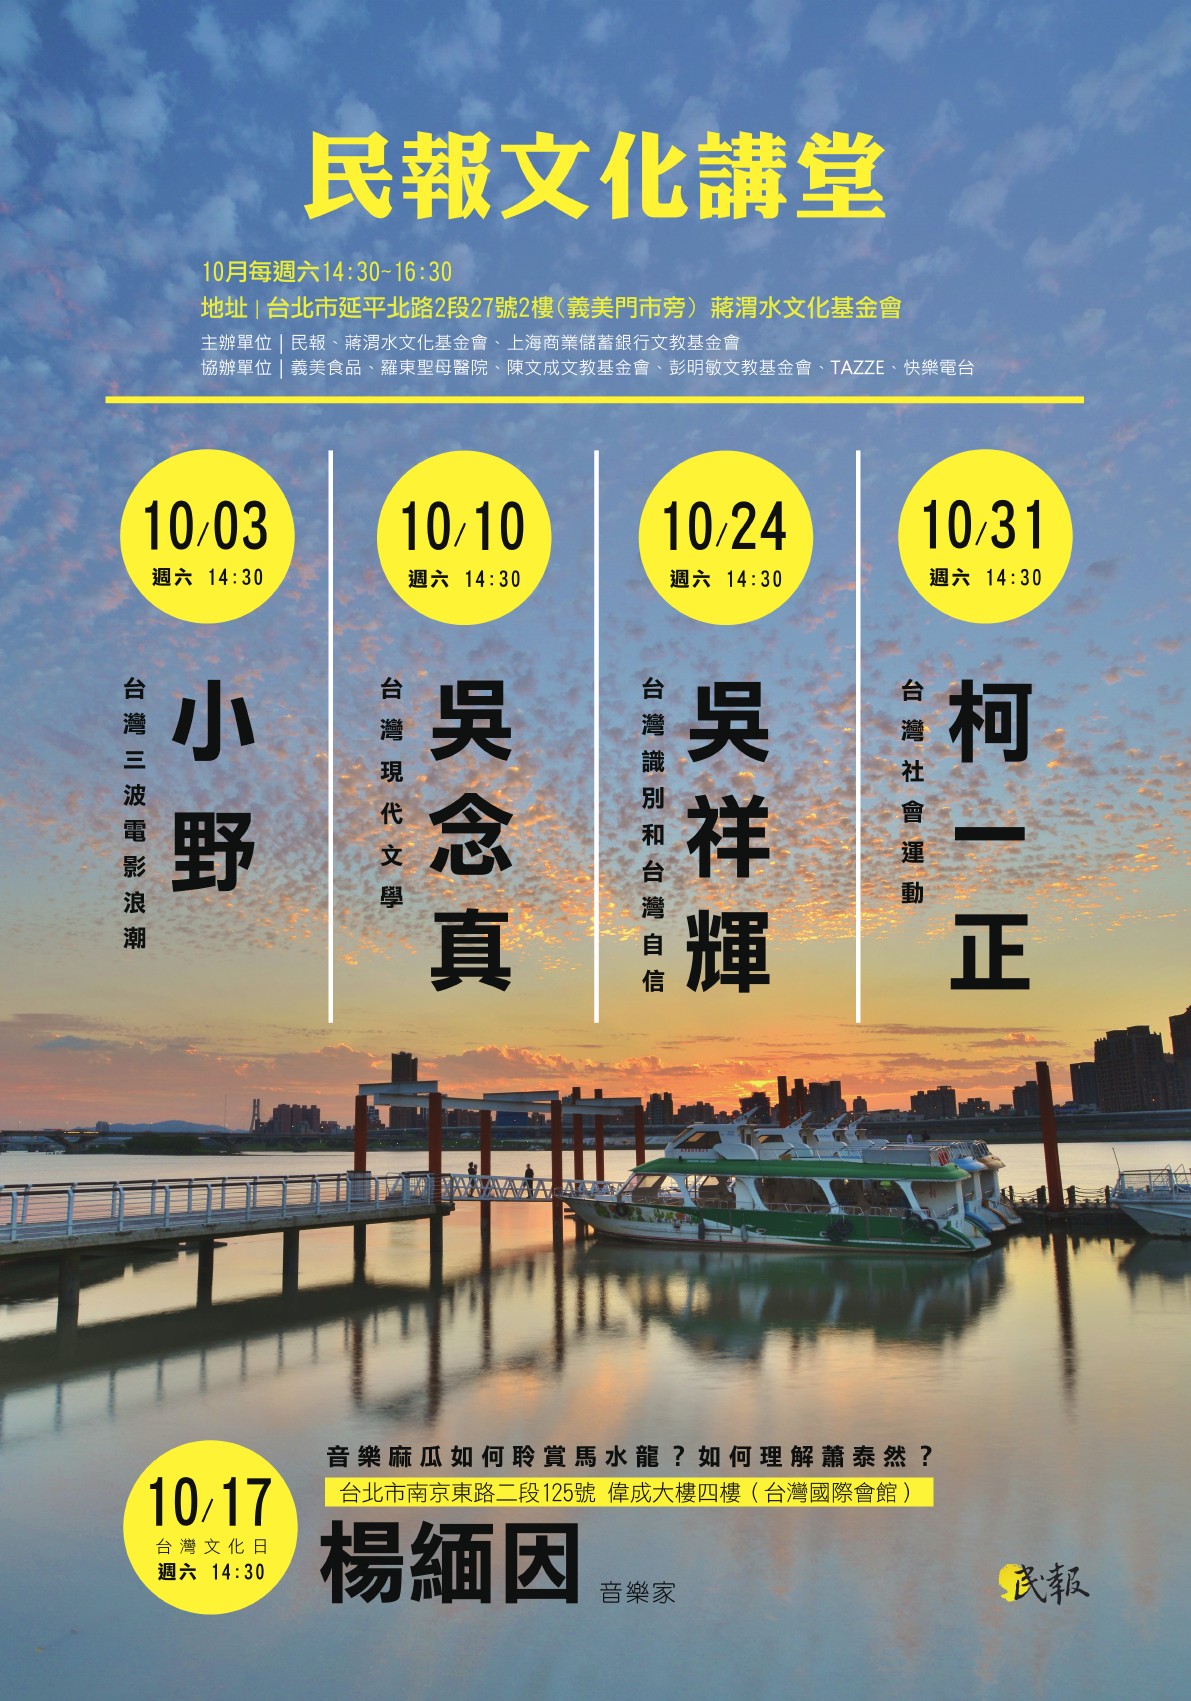 民報文化講堂
10月每週六14:30~16:30
地址|台北市延平北路2段27號2樓(義美門市旁) 蔣渭水文化基金會
主辦單位|民報、蔣渭水文化基金會、上海商業儲蓄銀行文教基金會
協辦單位|義美食品、羅東聖母醫院、陳文成文教基金會、彭明敏文教基金會、TAZZE、快樂電台
10/03
週六 14:30
小野
台灣三波電影浪潮
10/10
週六 14:30
吳念真
台灣現代文學
10/24
週六 14:30
吳祥輝
台灣識別和台灣自信
10/31
週六 14:30
柯一正
台灣社會運動
10/17
台灣文化日
週六 14:30
音樂麻瓜如何聆賞馬水龍？如何理解蕭泰然？
台北市南京東路二段125號 偉成大樓四樓（台灣國際會館）
楊緬因 音樂家
民報